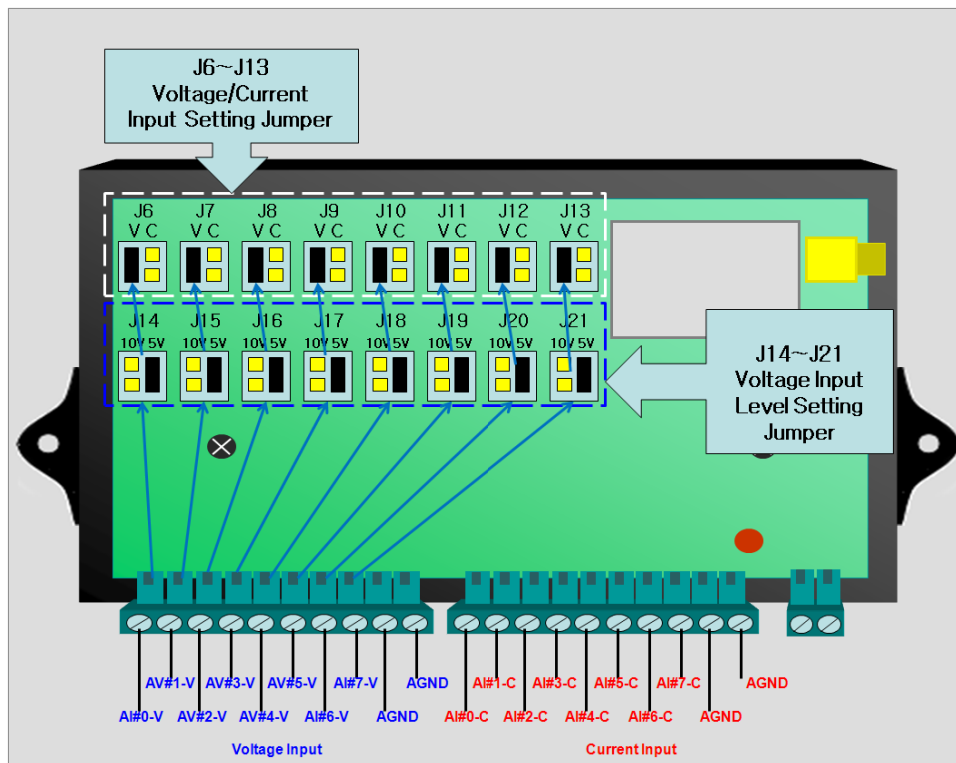 J6~J13
Voltage/Current
Input Setting Jumper
J6 J7 J8 J9 J10 J11 J12 J13
V C V C V C V C V C V C V C V C
J14 J15 J16 J17 J18 J19 J20 J21
10V 5V 10V 5V 10V 5V 10V 5V 10V 5V 10V 5V 10V 5V 10V 5V
J14~J21
Voltage Input
Level Setting
Jumper
AV#1-V AV#3-V AV#5-V AI#7-V AGND AI#1-C AI#3-C AI#5-C AI#7-C AGND
AI#0-V AV#2-V AV#4-V AI#6-V AGND AI#0-C AI#2-C AI#4-C AI#6-C AGND
Voltage Input Current Input